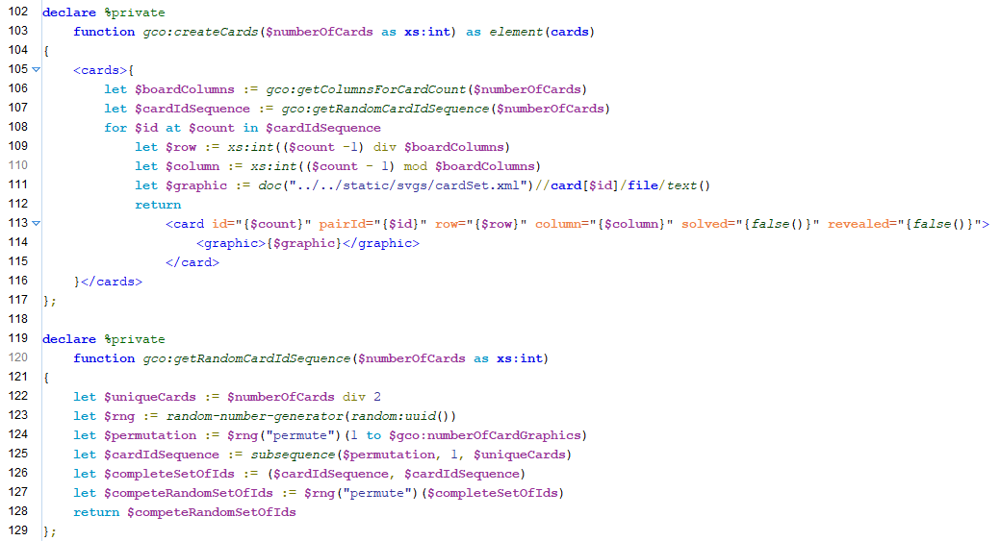 102 declare %private
103     function gco:createCards($numberOfCards as xs:int) as element(cards)
104 {
105     <cards>{
106         let $boardColumns := gco:getColumnsForCardCount($numberOfCards)
107         let $cardIdSequence := gco:getRandomCardIdSequence($numberOfCards)
108         for $id at $count in $cardIdSequence
109             let $row := xs:int(($count -1) div $boardColumns)
110             let $column := xs:int(($count - 1) mod $boardColumns)
111             let $graphic := doc("../../static/svgs/cardSet.xml")//card[$id]/file/text()
112             return
113                 <card id="{$count}" pairId="{$id}" row="{$row}" column="{$column}" solved="{false()}" revealed="{false()}">
114                     <graphic>{$graphic}</graphic>
115                 </card>
116     }</cards>
117 };
118
119 declare %private
120     function gco:getRandomCardIdSequence($numberOfCards as xs:int)
121 {
122     let $uniqueCards := $numberOfCards div 2
123     let $rng := random-number-generator(random:uuid())
124     let $permutation := $rng("permute")(1 to $gco:numberOfCardGraphics)
125     let $cardIdSequence := subsequence($permutation, 1, $uniqueCards)
126     let $completeSetOfIds := ($cardIdSequence, $cardIdSequence)
127     let $competeRandomSetOfIds := $rng("permute")($completeSetOfIds)
128     return $competeRandomSetOfIds
129 };